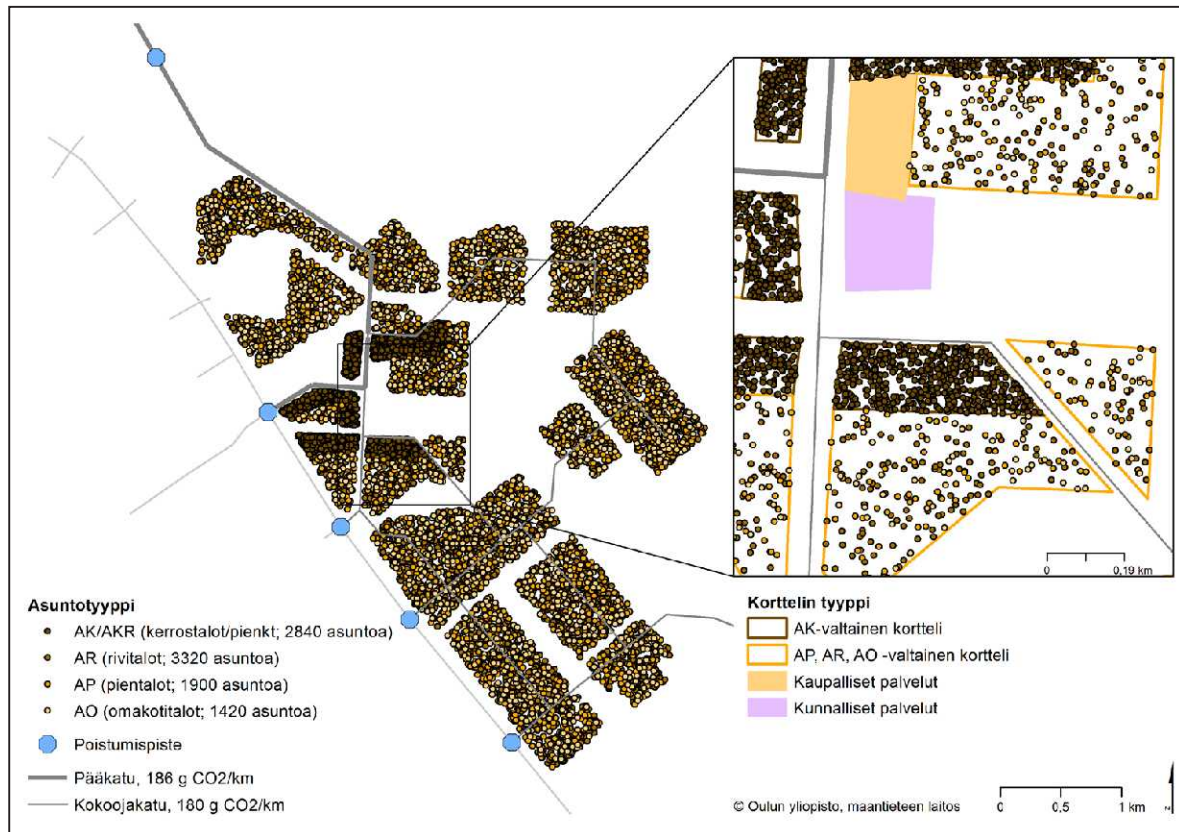 0
0,19 km
Asuntotyyppi
AK/AKR (kerrostalot/pienkt; 2840 asuntoa)
AR (rivitalot; 3320 asuntoa)
AP (pientalot; 1900 asuntoa)
AO (omakotitalot; 1420 asuntoa)
Poistumispiste
Pääkatu, 186 g CO2/km
Kokoojakatu, 180 g CO2/km
Korttelin tyyppi
AK-valtainen kortteli
AP, AR, AO -valtainen kortteli
Kaupalliset palvelut
Kunnalliset palvelut
© Oulun yliopisto, maantieteen laitos
0 0,5 1 km
N